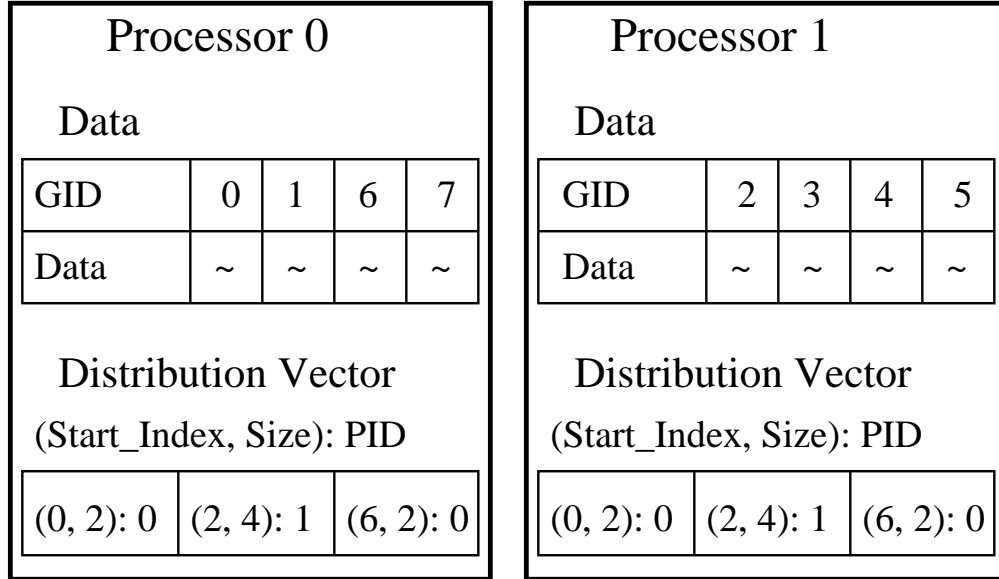 Processor 0
Data
GID 0 1 6 7
Data ~ ~ ~ ~
Distribution Vector
(Start_Index, Size): PID
(0, 2): 0 (2, 4): 1 (6, 2): 0
Processor 1
Data
GID 2 3 4 5
Data ~ ~ ~ ~
Distribution Vector
(Start_Index, Size): PID
(0, 2): 0 (2, 4): 1 (6, 2): 0